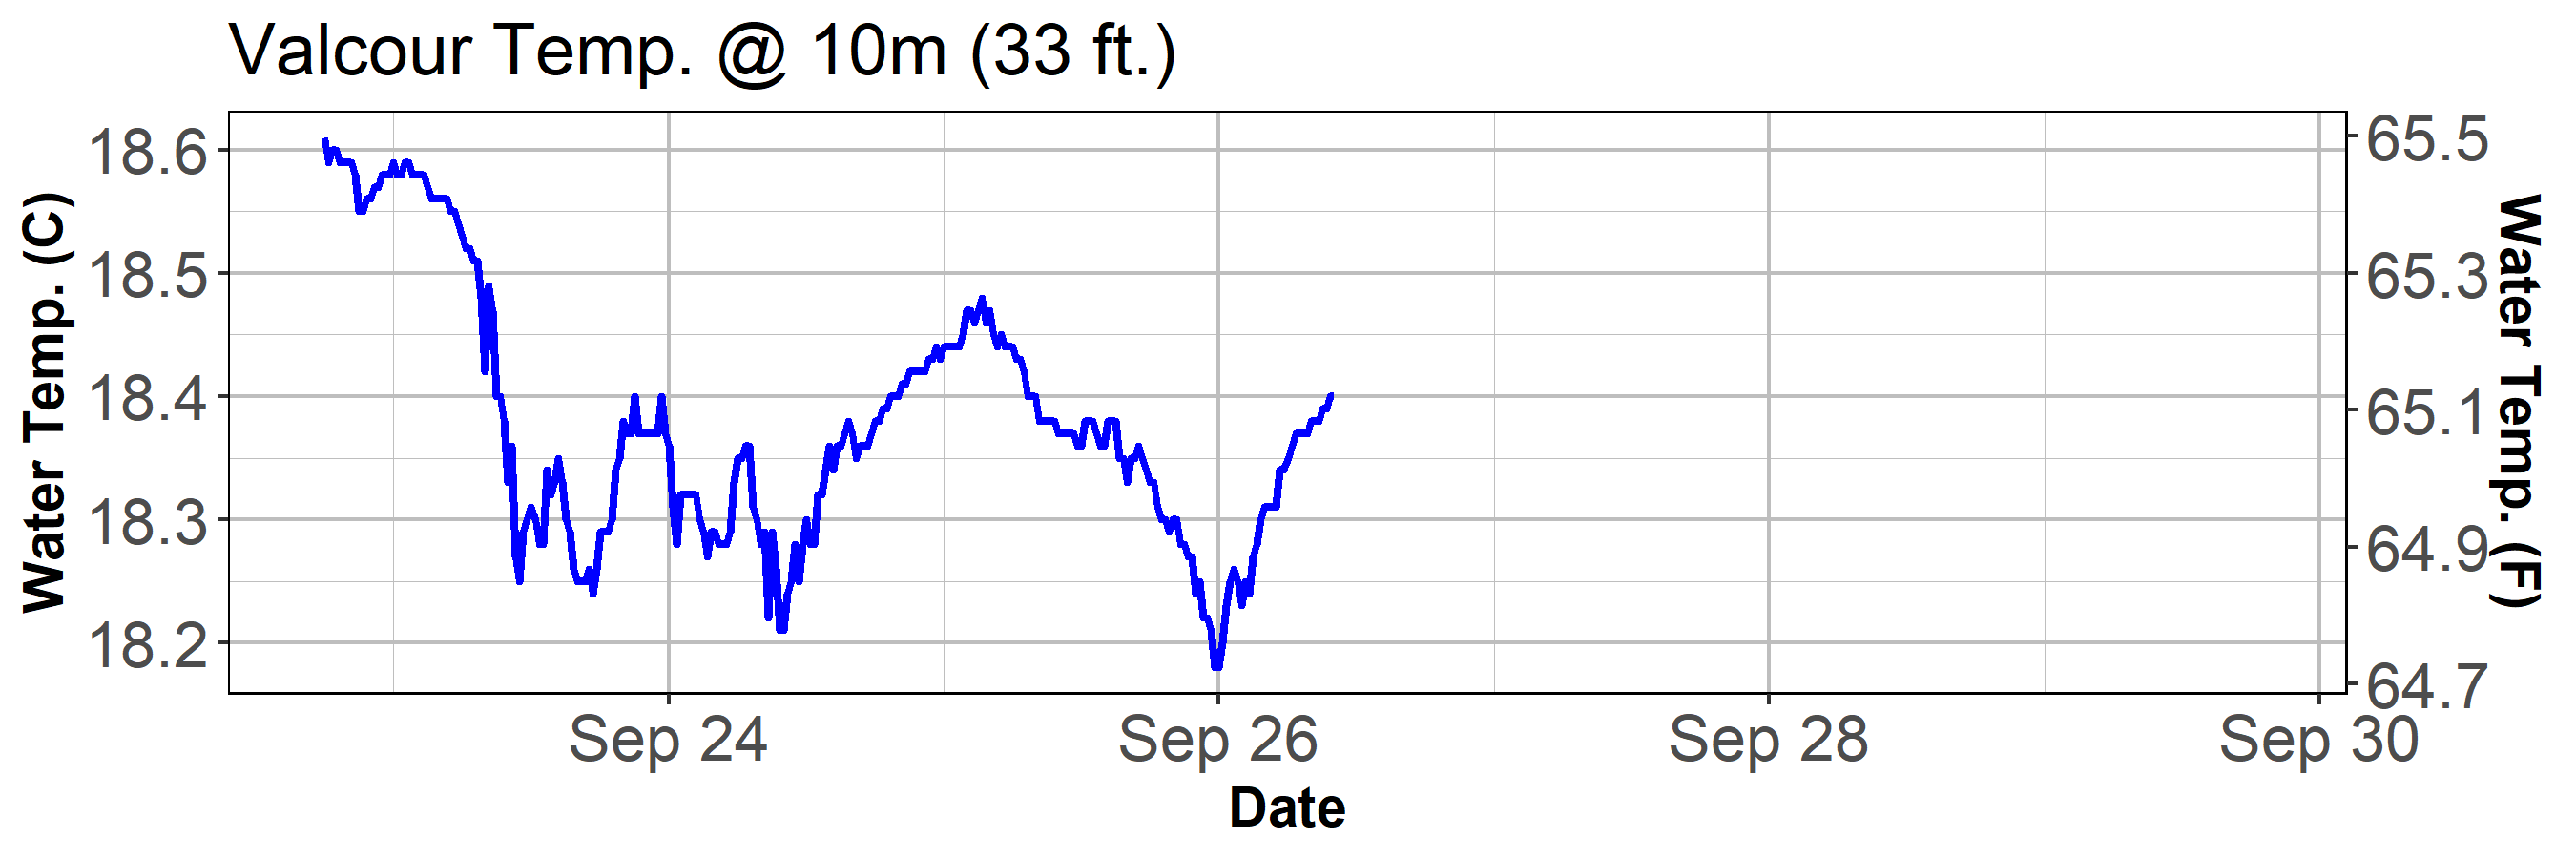 Valcour Temp. @ 10m (33 ft.)
Water Temp. (C)
18.6
18.5
18.4
18.3
18.2
65.5
65.3
65.1
64.9
64.7
Water Temp. (F)
Sep 24 Sep 26 Sep 28 Sep 30
Date